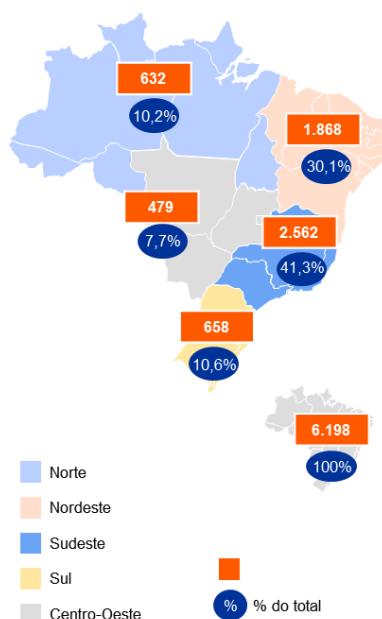 632
10,2%
1.868
30,1%
479
7,7%
2.562
41,3%
658
10,6%
6.198
100%
Norte
Nordeste
Sudeste
Sul
Centro-Oeste
% % do total